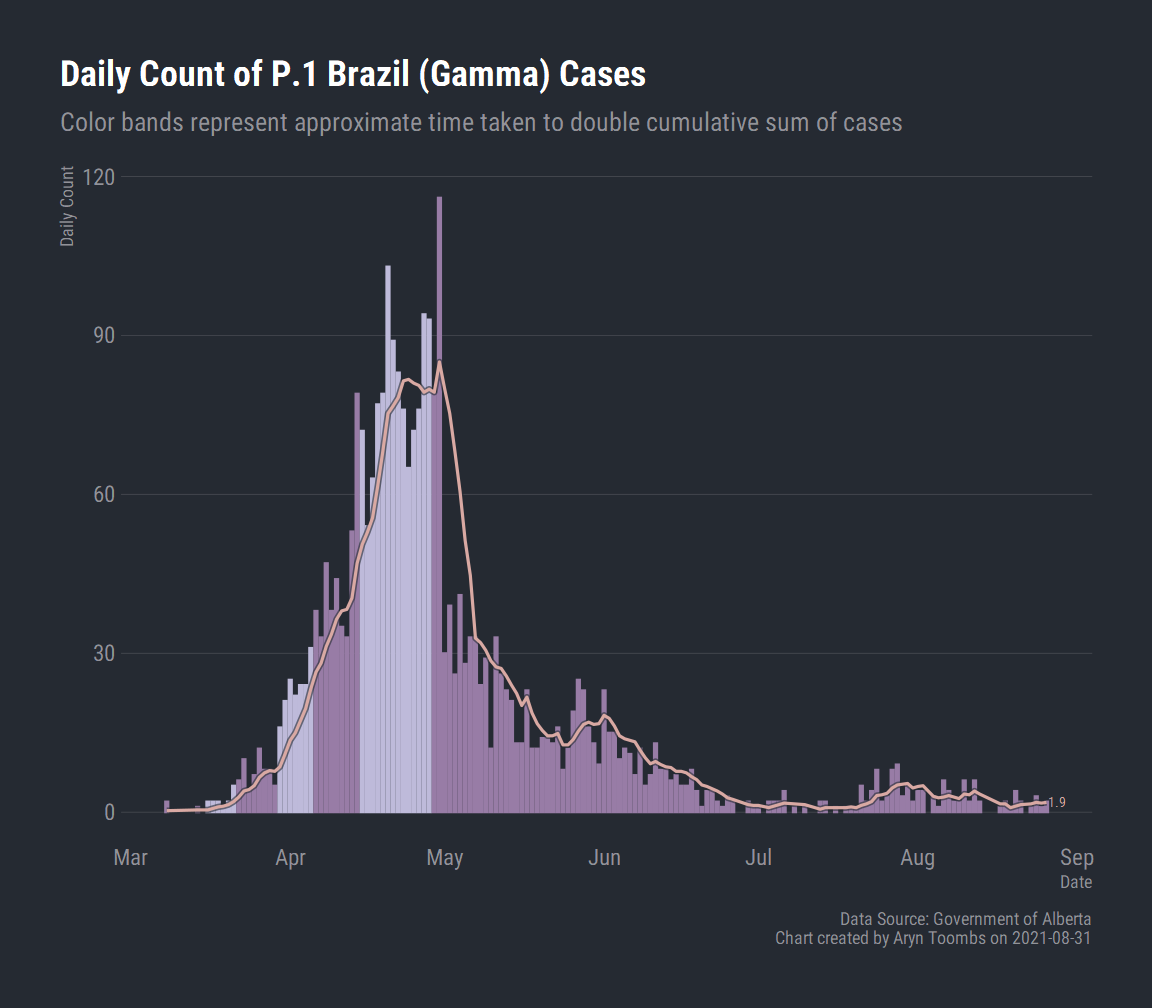 Daily Count of P.1 Brazil (Gamma) Cases
Color bands represent approximate time taken to double cumulative sum of cases
Daily Count
120
90
60
30
0
1.9
Mar Apr May Jun Jul Aug Sep
Date
Data Source: Government of Alberta
Chart created by Aryn Toombs on 2021-08-31